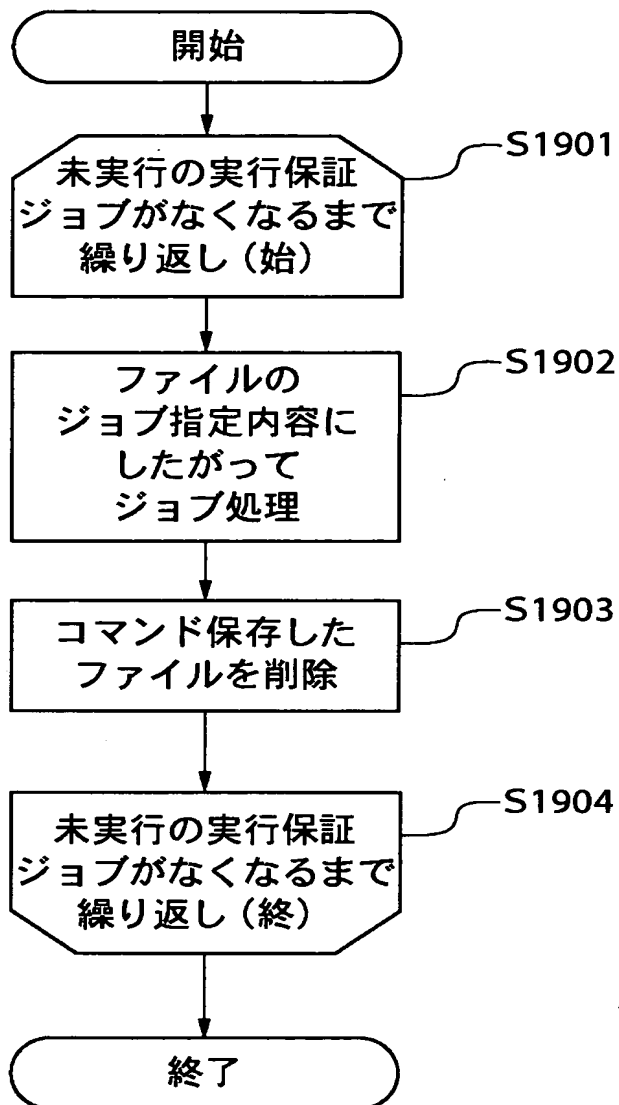 開始
未実行の実行保証
ジョブがなくなるまで
繰り返し（始）
S1901
ファイルの
ジョブ指定内容に
したがって
ジョブ処理
S1902
コマンド保存した
ファイルを削除
S1903
未実行の実行保証
ジョブがなくなるまで
繰り返し（終）
S1904
終了